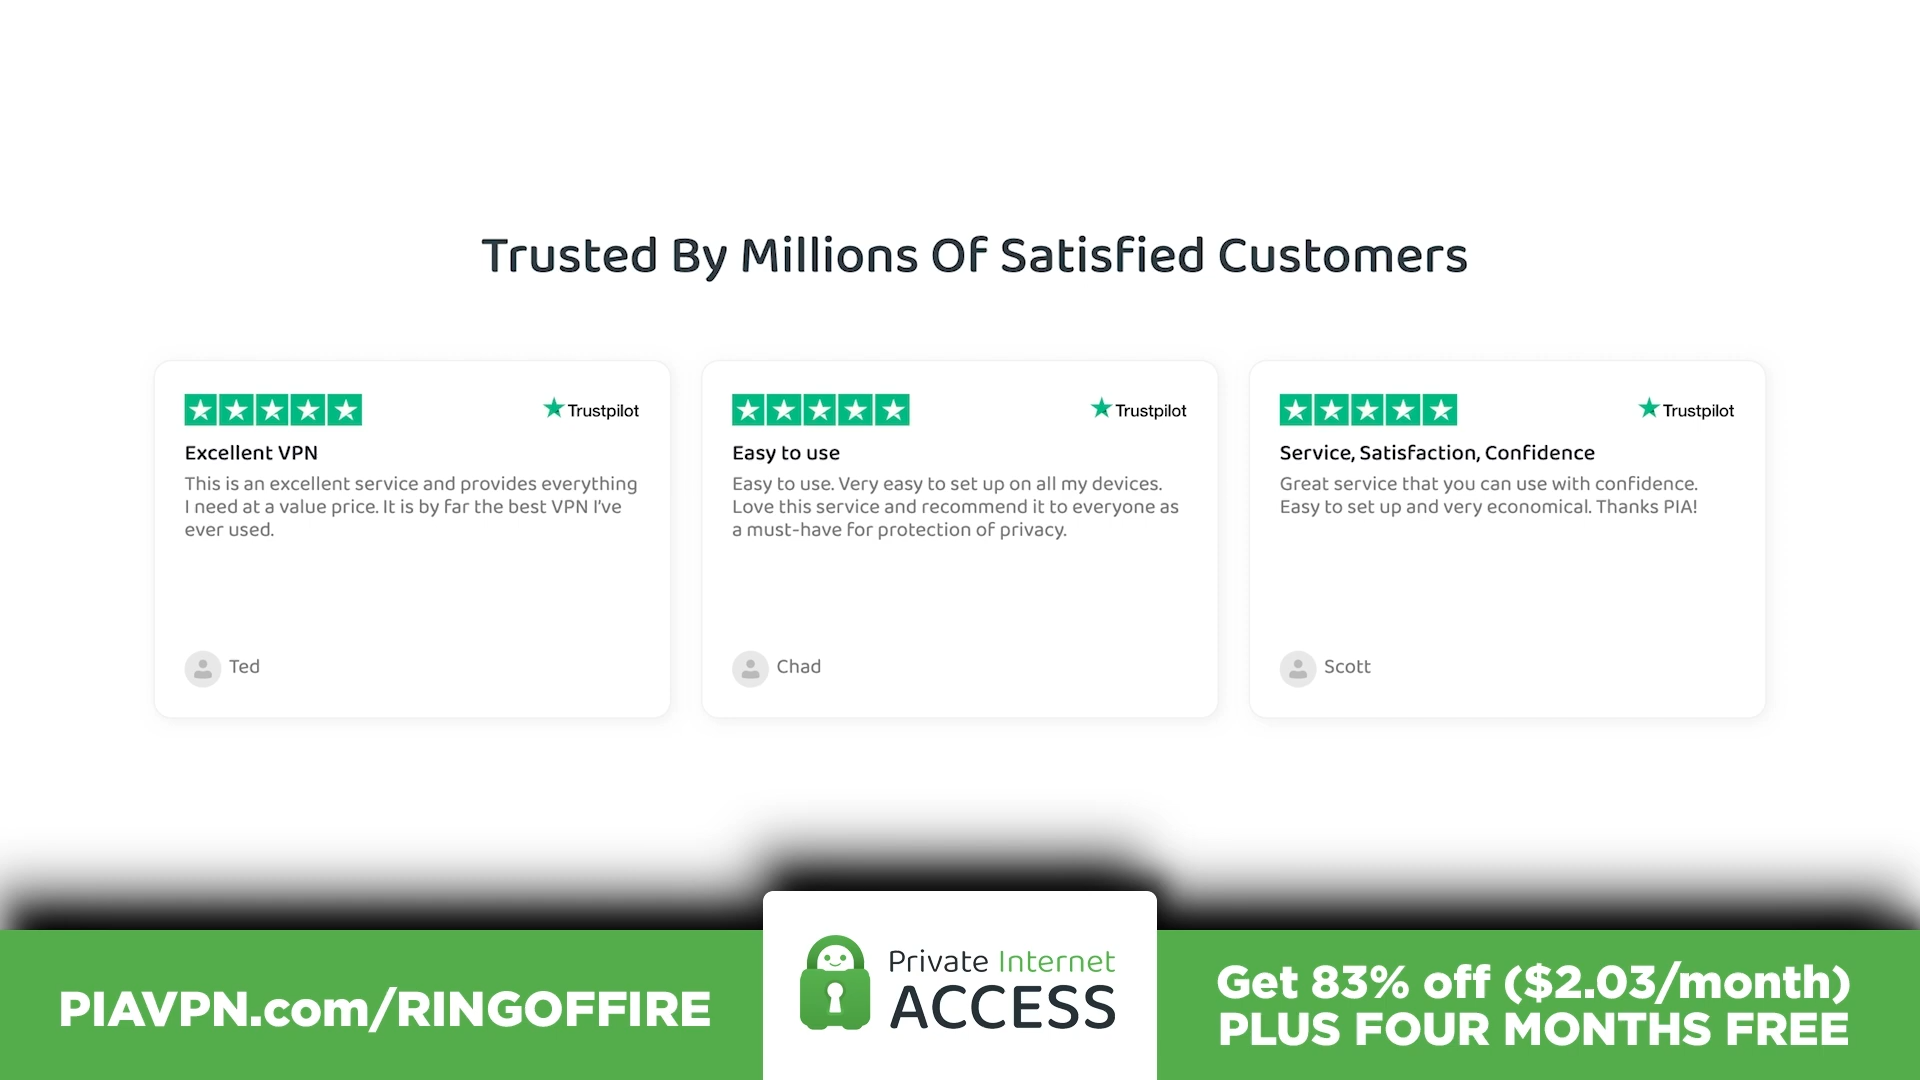 Trusted By Millions Of Satisfied Customers
Trustpilot
Excellent VPN
This is an excellent service and provides everything
I need at a value price. It is by far the best VPN I've
ever used.
Ted
Trustpilot
Easy to use
Easy to use. Very easy to set up on all my devices.
Love this service and recommend it to everyone as
a must-have for protection of privacy.
Chad
Trustpilot
Service, Satisfaction, Confidence
Great service that you can use with confidence.
Easy to set up and very economical. Thanks PIA!
Scott
PIAVPN.com/RINGOFFIRE
Private Internet
ACCESS
Get 83% off ($2.03/month)
PLUS FOUR MONTHS FREE